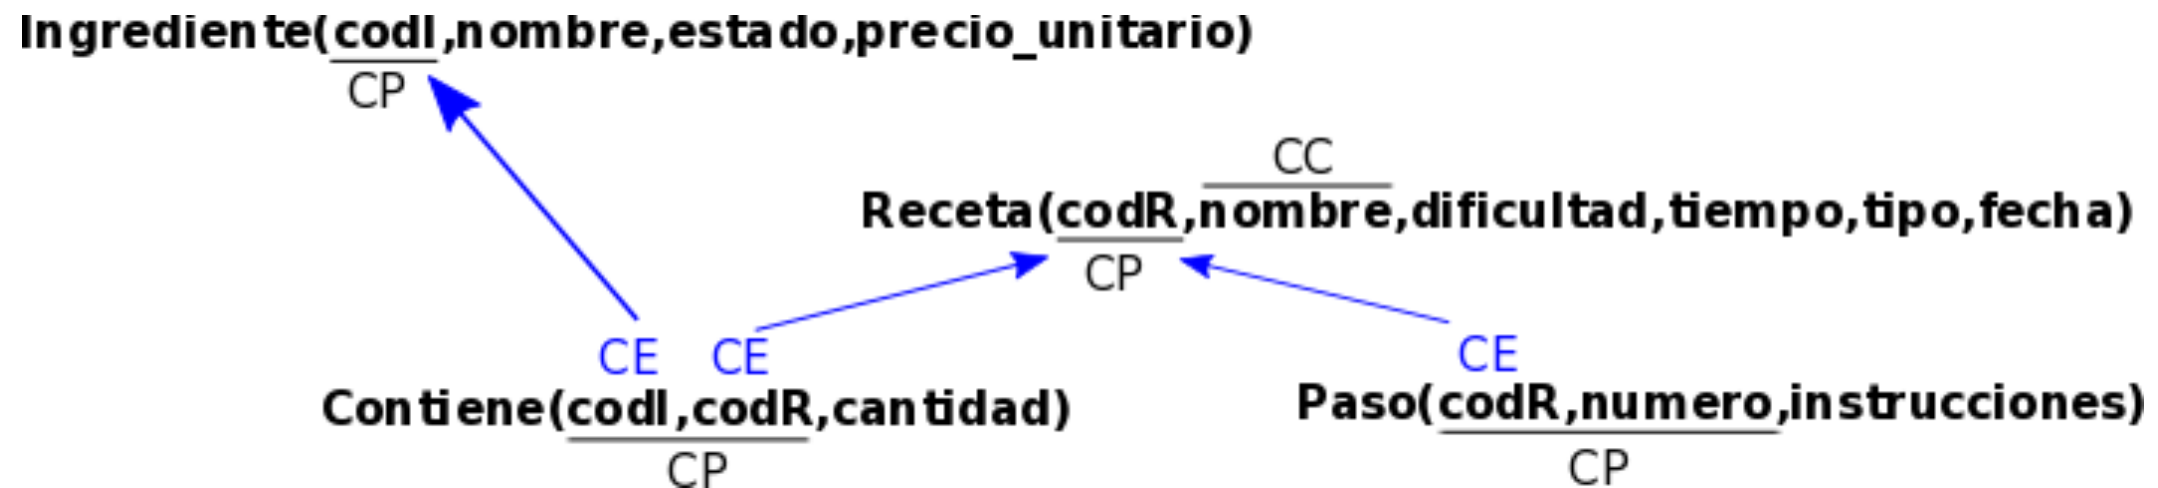 Ingrediente(codI,nombre,estado,precio_unitario)
CP
CC
Receta(codR,nombre,dificultad,tiempo,tipo,fecha)
CP
CE CE CE
Contiene(codI,codR,cantidad) Paso(codR,numero,instrucciones)
CP CP